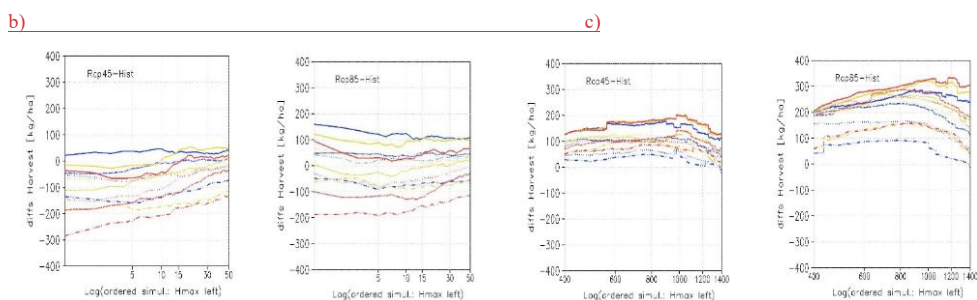 b) c)
Rcp45-Hist
diffs Harvest [kg/ha]
400
300
200
100
0
-100
-200
-300
-400
5 10 15 30 50
Log(ordered simul.: Hmax left)
Rcp85-Hist
diffs Harvest [kg/ha]
400
300
200
100
0
-100
-200
-300
-400
5 10 15 30 50
Log(ordered simul.: Hmax left)
Rcp45-Hist
diffs Harvest [kg/ha]
400
300
200
100
0
-100
-200
-300
-400
400 600 800 1000 1200 1400
Log(ordered simul.: Hmax left)
Rcp85-Hist
diffs Harvest [kg/ha]
400
300
200
100
0
-100
-200
-300
-400
400 600 800 1000 1200 1400
Log(ordered simul.: Hmax left)